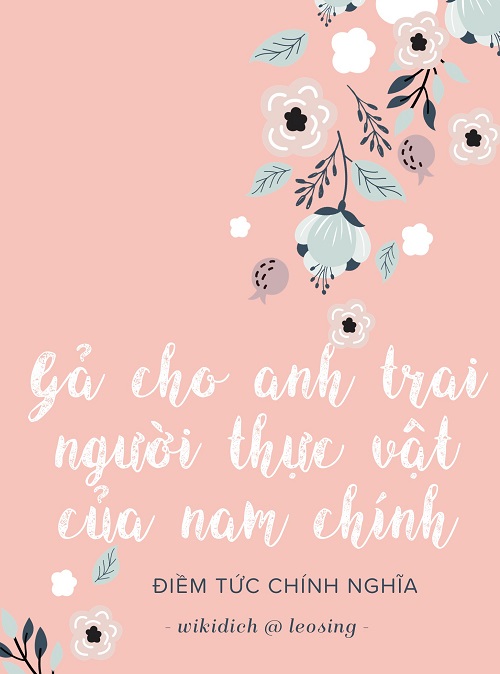 Gả cho anh trai
người thực vật
của nam chính
ĐIỀM TỨC CHÍNH NGHĨA
- wikidich @ leosing -